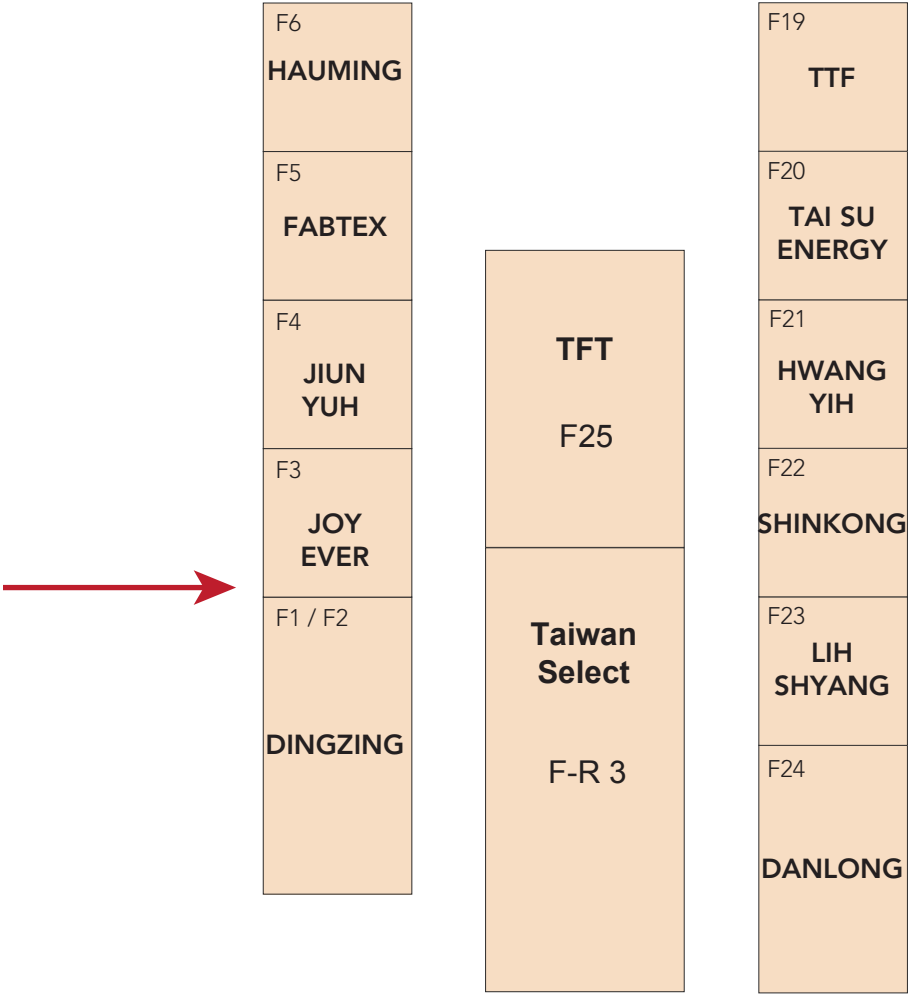 F6
HAUMING
F5
FABTEX
F4
JIUN
YUH
F3
JOY
EVER
F1 / F2
DINGZING
TFT
F25
Taiwan
Select
F-R 3
F19
TTF
F20
TAI SU
ENERGY
F21
HWANG
YIH
F22
SHINKONG
F23
LIH
SHYANG
F24
DANLONG